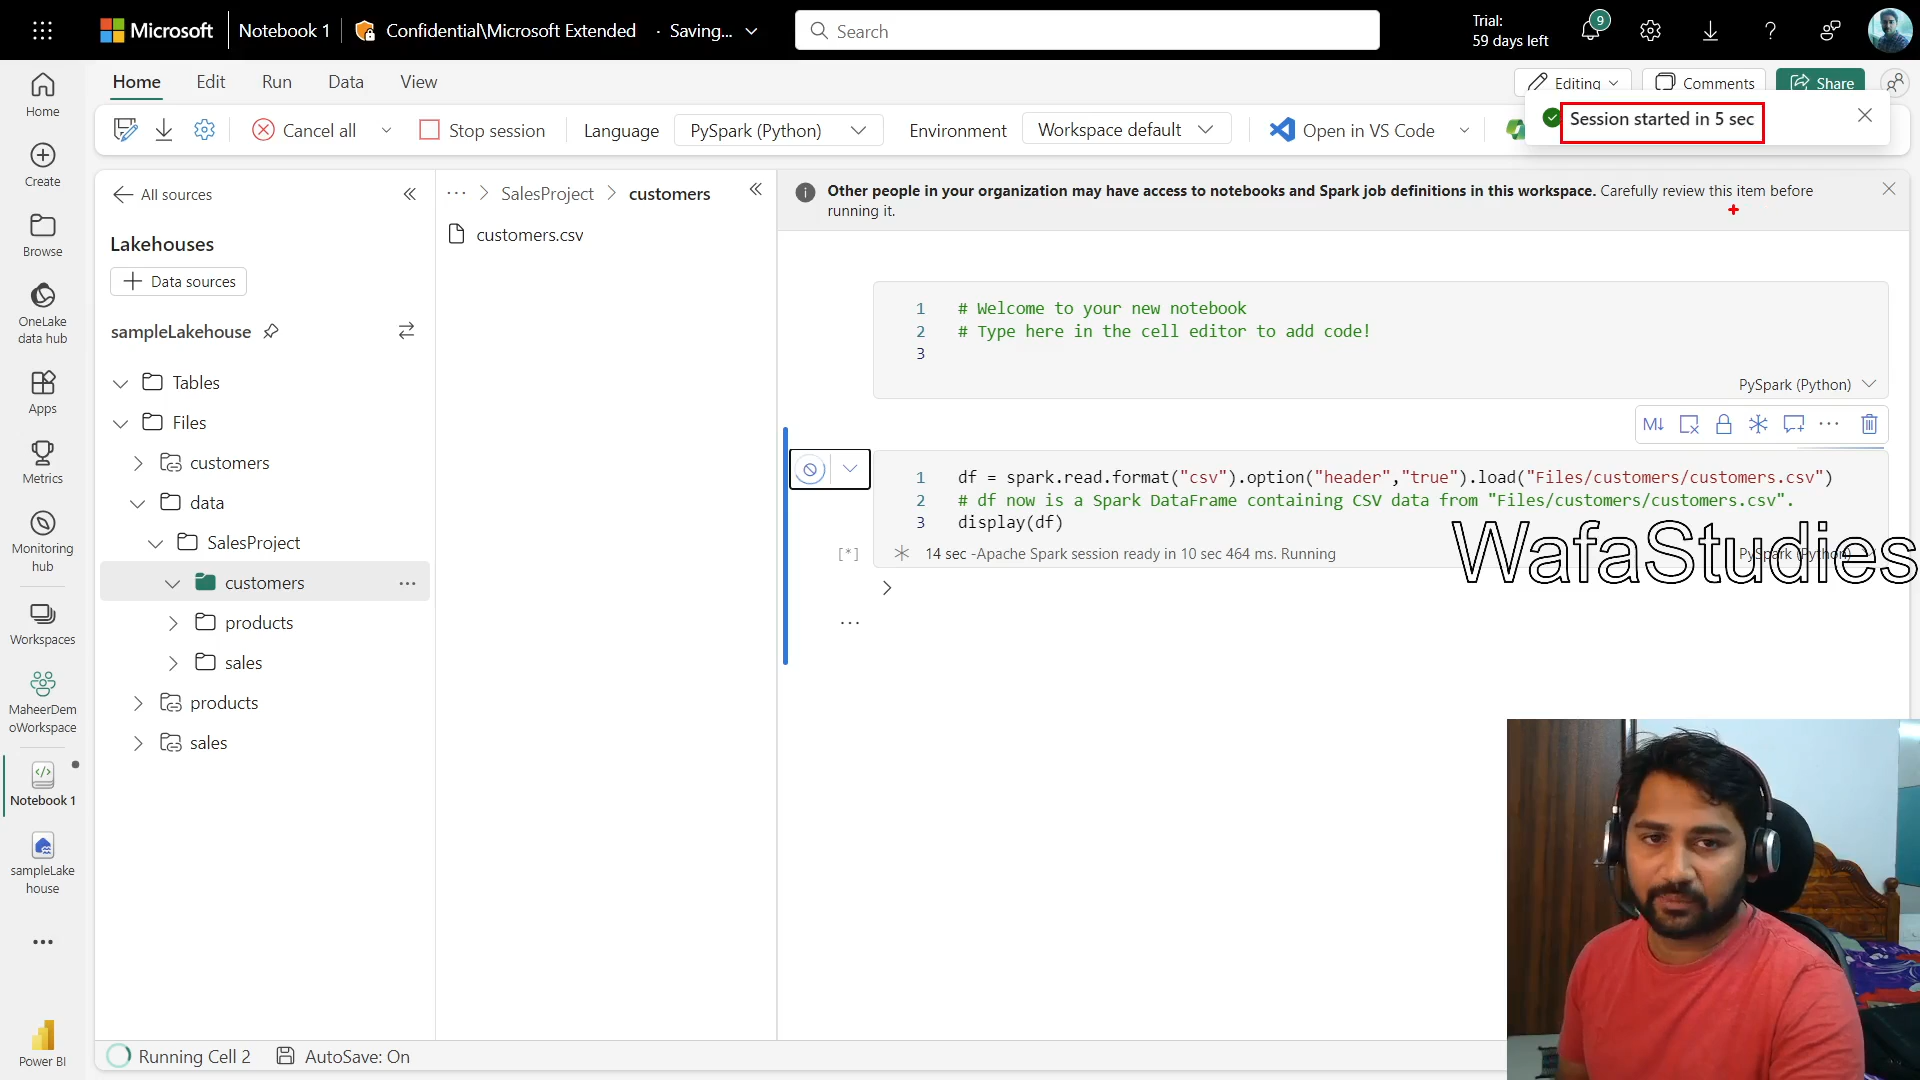 Microsoft
Notebook 1
Confidential\Microsoft Extended
· Saving...
Search
Trial:
59 days left
9
Home
Edit
Run
Data
View
Editing
Comments
Share
Cancel all
Stop session
Language
PySpark (Python)
Environment
Workspace default
Open in VS Code
Session started in 5 sec
Home
Create
Browse
OneLake
data hub
Apps
Metrics
Monitoring
hub
Workspaces
MaheerDem
oWorkspace
Notebook 1
sampleLake
house
Power BI
All sources
Lakehouses
Data sources
sampleLakehouse
Tables
Files
customers
data
SalesProject
customers
products
sales
products
sales
... > SalesProject > customers
customers.csv
Other people in your organization may have access to notebooks and Spark job definitions in this workspace. Carefully review this item before
running it.
1 # Welcome to your new notebook
2 # Type here in the cell editor to add code!
3
PySpark (Python)
M↓
1 df = spark.read.format("csv").option("header","true").load("Files/customers/customers.csv")
2 # df now is a Spark DataFrame containing CSV data from "Files/customers/customers.csv".
3 display(df)
[*]
14 sec -Apache Spark session ready in 10 sec 464 ms. Running
PySpark (Python)
WafaStudies
Running Cell 2
AutoSave: On